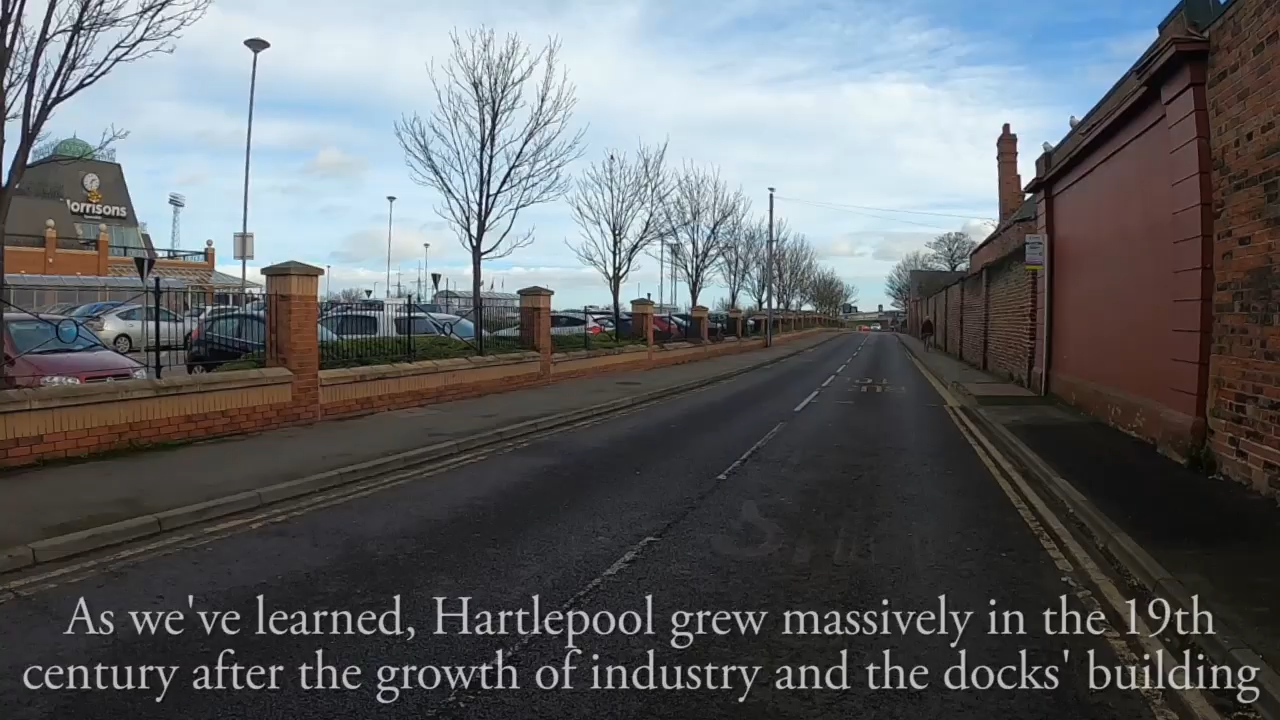 Morrisons
As we've learned, Hartlepool grew massively in the 19th
century after the growth of industry and the docks' building